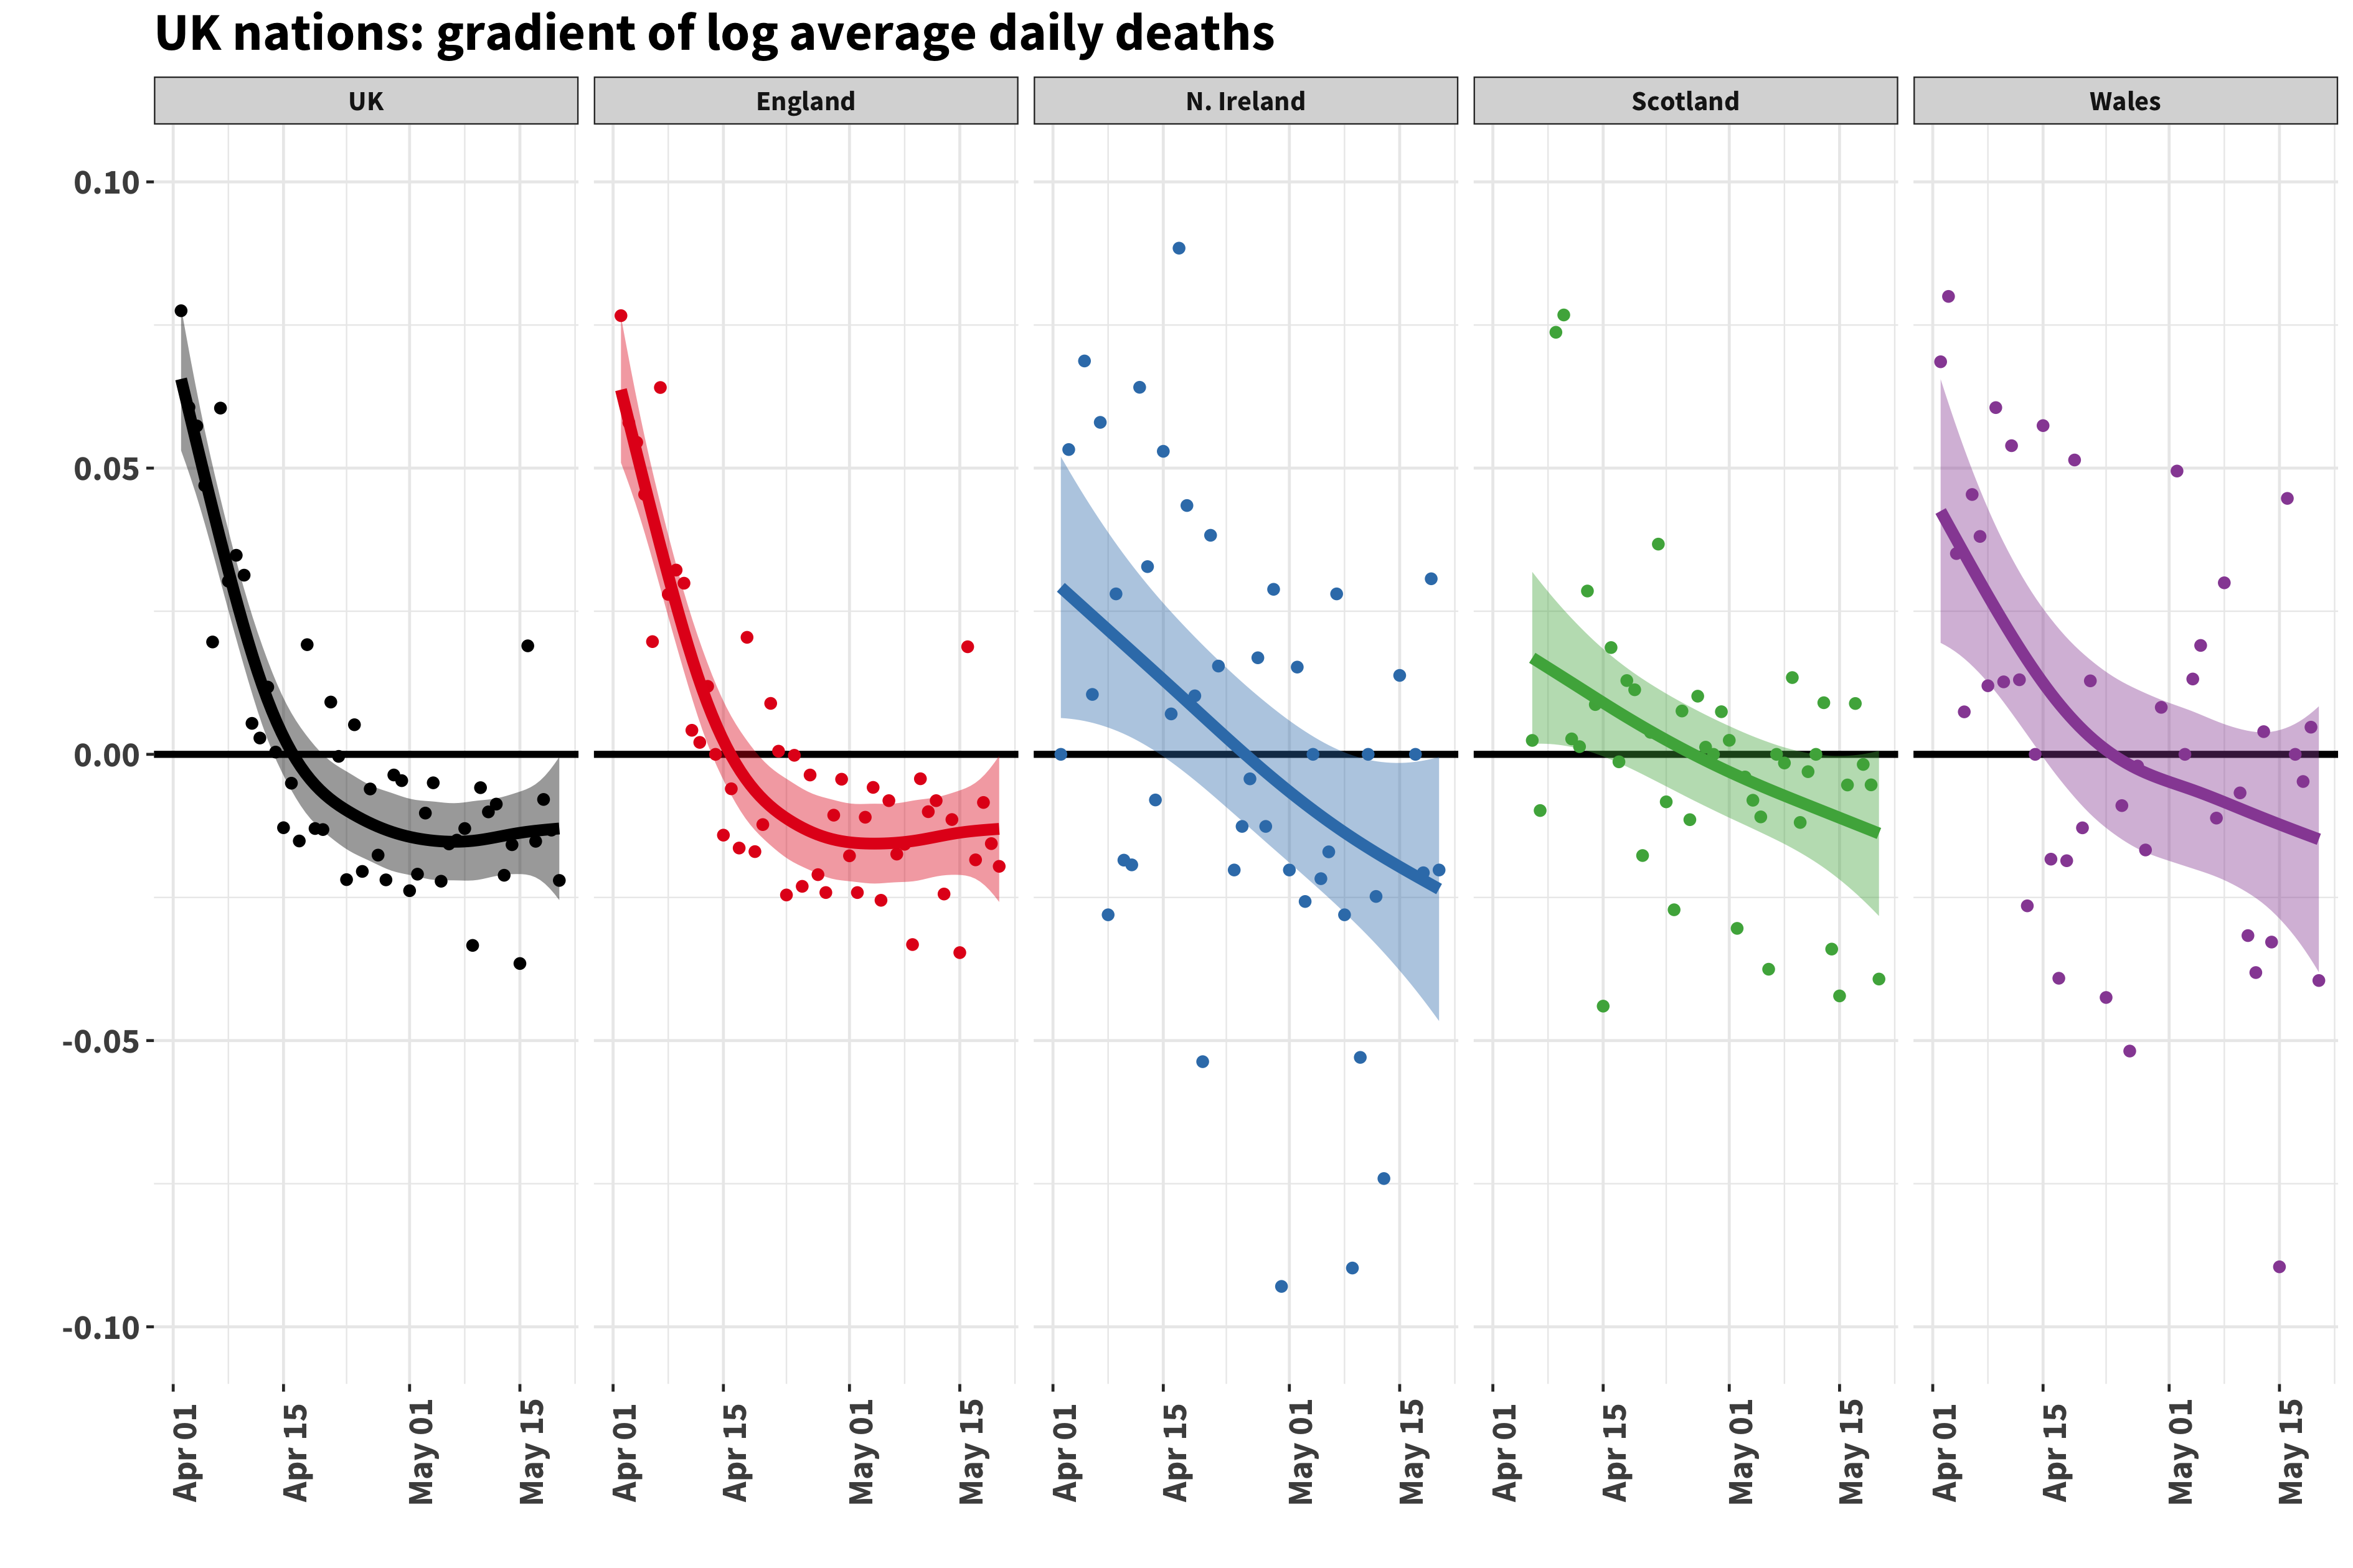 UK nations: gradient of log average daily deaths
UK England N. Ireland Scotland Wales
0.10
0.05
0.00
-0.05
-0.10
Apr 01 Apr 15 May 01 May 15 Apr 01 Apr 15 May 01 May 15 Apr 01 Apr 15 May 01 May 15 Apr 01 Apr 15 May 01 May 15 Apr 01 Apr 15 May 01 May 15